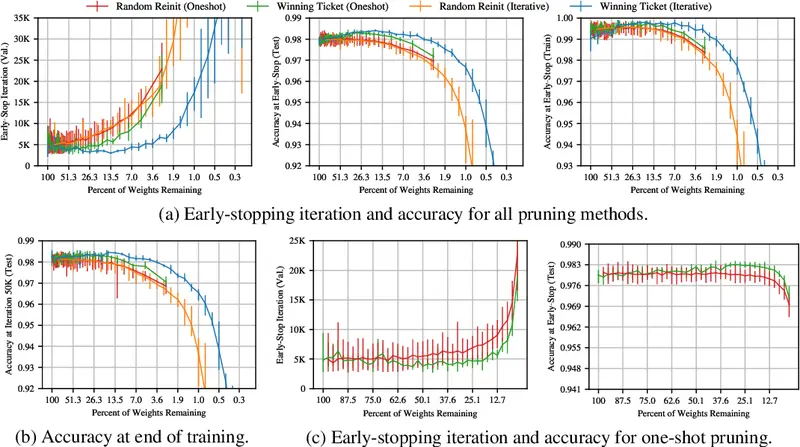 Random Reinit (Oneshot) Winning Ticket (Oneshot) Random Reinit (Iterative) Winning Ticket (Iterative)
Early-Stop Iteration (Val.)
35K
30K
25K
20K
15K
10K
5K
0
100 51.3 26.3 13.5 7.0 3.6 1.9 1.0 0.5 0.3
Percent of Weights Remaining
Accuracy at Early-Stop (Test)
0.99
0.98
0.97
0.96
0.95
0.94
0.93
0.92
100 51.3 26.3 13.5 7.0 3.6 1.9 1.0 0.5 0.3
Percent of Weights Remaining
Accuracy at Early-Stop (Train)
1.00
0.99
0.98
0.97
0.96
0.95
0.94
0.93
100 51.3 26.3 13.5 7.0 3.6 1.9 1.0 0.5 0.3
Percent of Weights Remaining
(a) Early-stopping iteration and accuracy for all pruning methods.
Accuracy at Iteration 50K (Test)
0.99
0.98
0.97
0.96
0.95
0.94
0.93
0.92
100 51.3 26.3 13.5 7.0 3.6 1.9 1.0 0.5 0.3
Percent of Weights Remaining
(b) Accuracy at end of training.
Early-Stop Iteration (Val.)
25K
20K
15K
10K
5K
0
100 87.5 75.0 62.6 50.1 37.6 25.1 12.7
Percent of Weights Remaining
Accuracy at Early-Stop (Test)
0.990
0.983
0.976
0.969
0.962
0.955
0.948
0.941
100 87.5 75.0 62.6 50.1 37.6 25.1 12.7
Percent of Weights Remaining
(c) Early-stopping iteration and accuracy for one-shot pruning.